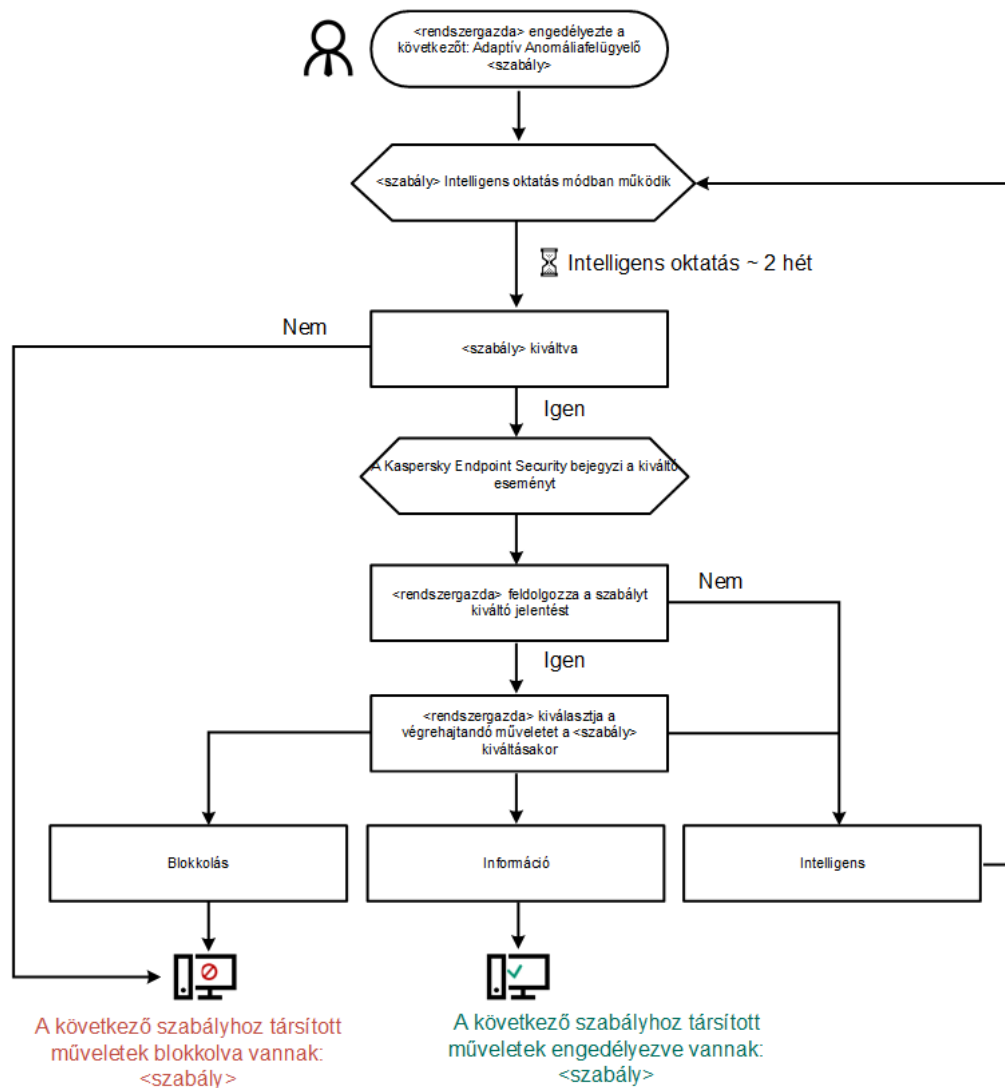 <rendszergazda> engedélyezte a
következőt: Adaptív Anomáliafelügyelő
<szabály>
<szabály> Intelligens oktatás módban működik
Intelligens oktatás ~ 2 hét
Nem
<szabály> kiváltva
Igen
A Kaspersky Endpoint Security bejegyzi a kiváltó
eseményt
<rendszergazda> feldolgozza a szabályt
kiváltó jelentést
Nem
Igen
<rendszergazda> kiválasztja a
végrehajtandó műveletet a <szabály>
kiváltásakor
Blokkolás
Információ
Intelligens
A következő szabályhoz társított
műveletek blokkolva vannak:
<szabály>
A következő szabályhoz társított
műveletek engedélyezve vannak:
<szabály>